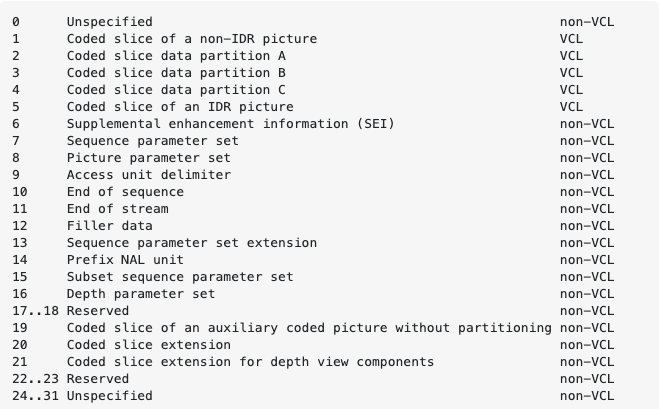 0 Unspecified non-VCL
1 Coded slice of a non-IDR picture VCL
2 Coded slice data partition A VCL
3 Coded slice data partition B VCL
4 Coded slice data partition C VCL
5 Coded slice of an IDR picture VCL
6 Supplemental enhancement information (SEI) non-VCL
7 Sequence parameter set non-VCL
8 Picture parameter set non-VCL
9 Access unit delimiter non-VCL
10 End of sequence non-VCL
11 End of stream non-VCL
12 Filler data non-VCL
13 Sequence parameter set extension non-VCL
14 Prefix NAL unit non-VCL
15 Subset sequence parameter set non-VCL
16 Depth parameter set non-VCL
17..18 Reserved non-VCL
19 Coded slice of an auxiliary coded picture without partitioning non-VCL
20 Coded slice extension non-VCL
21 Coded slice extension for depth view components non-VCL
22..23 Reserved non-VCL
24..31 Unspecified non-VCL